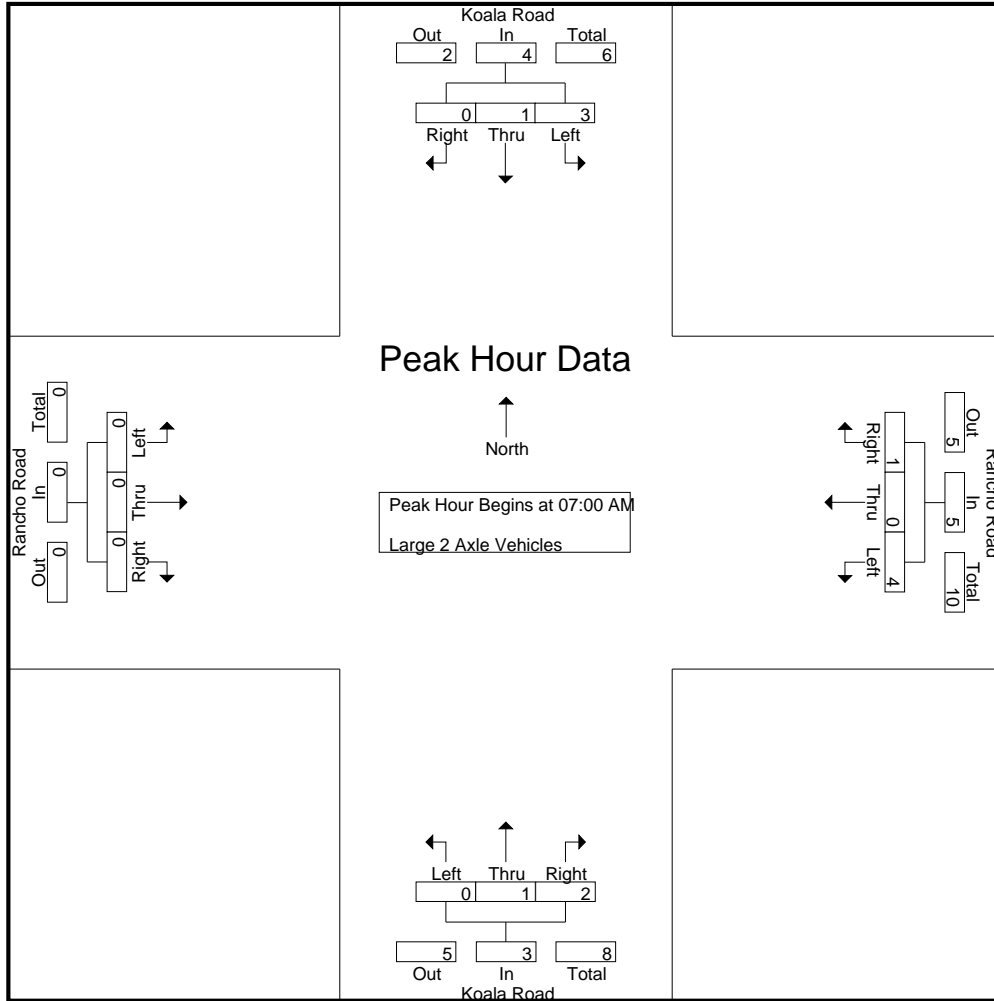 Koala Road
Out In Total
2 4 6
0 1 3
Right Thru Left
Peak Hour Data
North
Peak Hour Begins at 07:00 AM
Large 2 Axle Vehicles
Rancho Road
Total In Out
0 0 0
0 0 0
Left Thru Right
Right Thru Left
1 0 4
5 5 10
Out In Total
Rancho Road
Left Thru Right
0 1 2
5 3 8
Out In Total
Koala Road